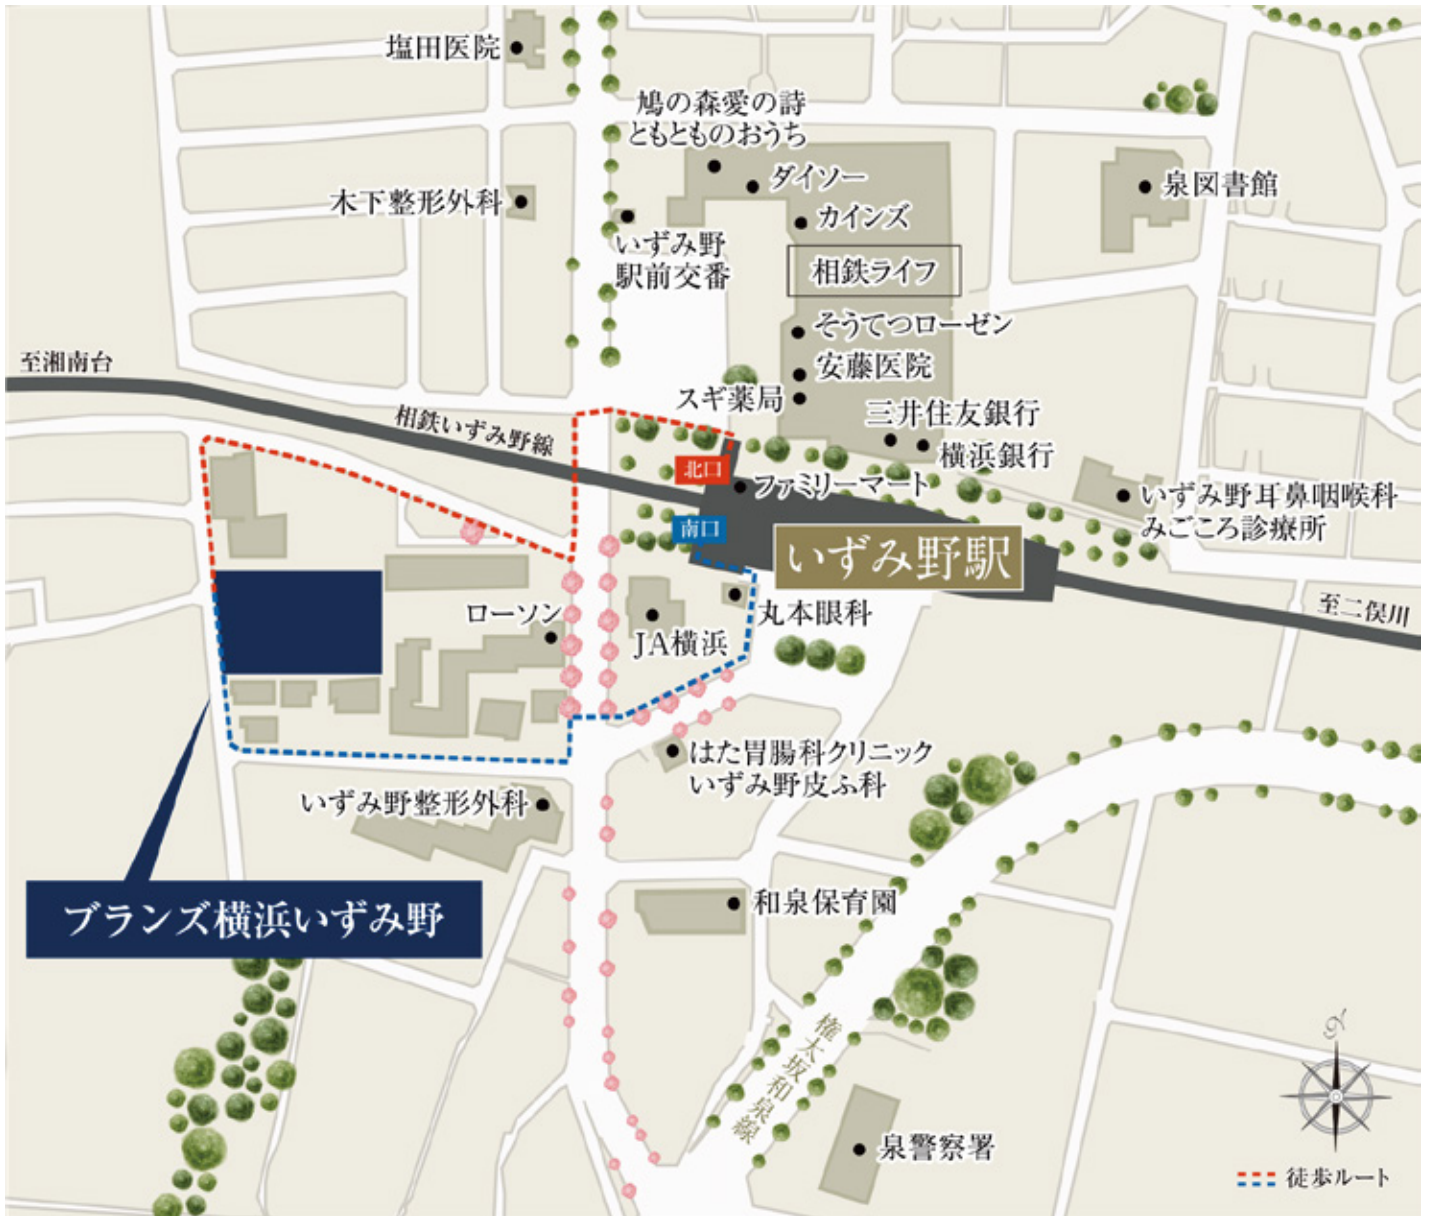 塩田医院
鳩の森愛の詩
ともとものおうち
ダイソー
木下整形外科
泉図書館
カインズ
いずみ野
駅前交番
相鉄ライフ
そうてつローゼン
至湘南台
安藤医院
スギ薬局
三井住友銀行
相鉄いずみ野線
横浜銀行
北口
ファミリーマート
いずみ野耳鼻咽喉科
みごころ診療所
南口
いずみ野駅
至二俣川
ローソン
丸本眼科
JA横浜
はた胃腸科クリニック
いずみ野皮ふ科
いずみ野整形外科
ブランズ横浜いずみ野
和泉保育園
権太坂和泉線
泉警察署
徒歩ルート